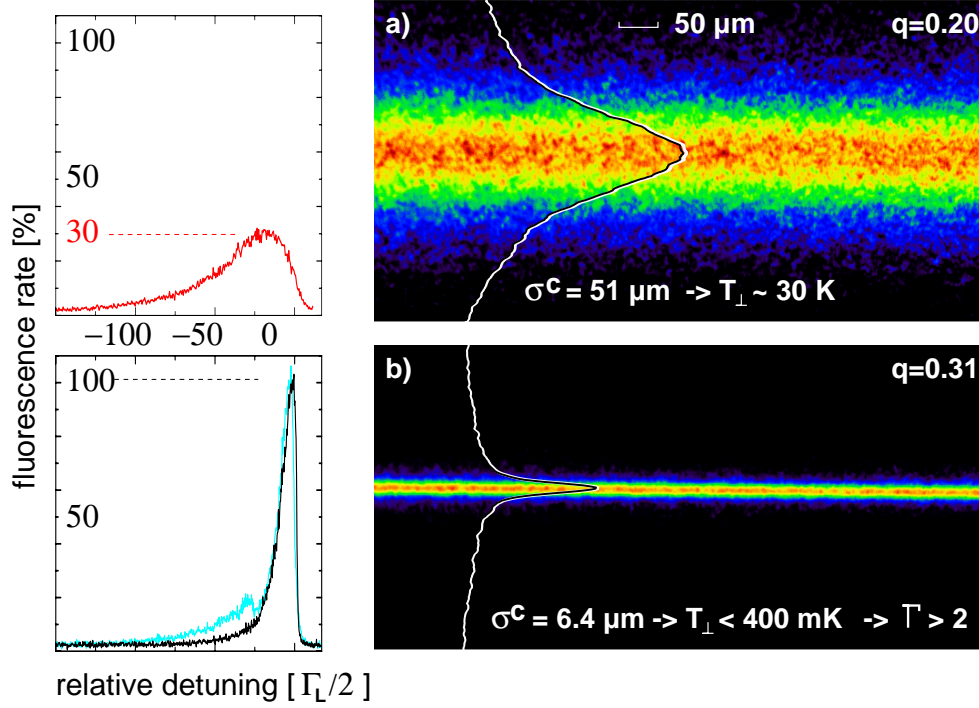 100
50
30
fluorescence rate [%]
−100 −50 0
100
50
relative detuning [ Γ_L/2 ]
a) 50 µm q=0.20
σ^c = 51 µm -> T_⊥ ~ 30 K
b) q=0.31
σ^c = 6.4 µm -> T_⊥ < 400 mK -> Γ > 2